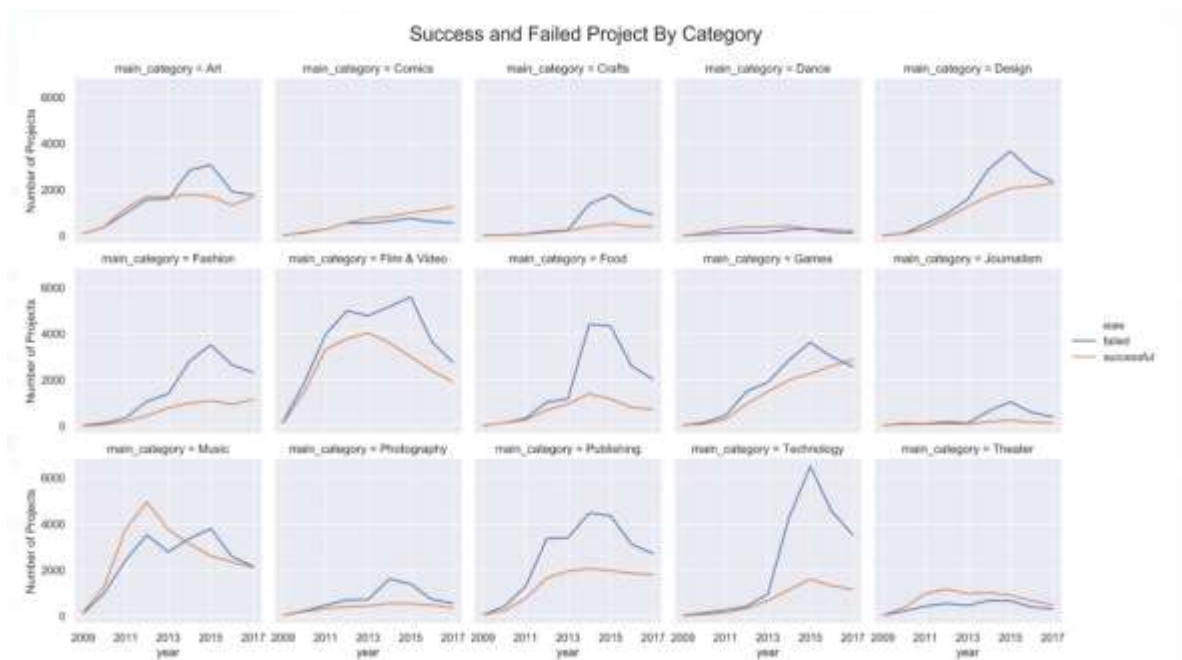 Success and Failed Project By Category
main_category = Art
main_category = Comics
main_category = Crafts
main_category = Dance
main_category = Design
6000
4000
2000
0
Number of Projects
main_category = Fashion
main_category = Film & Video
main_category = Food
main_category = Games
main_category = Journalism
6000
4000
2000
0
Number of Projects
state
failed
successful
main_category = Music
main_category = Photography
main_category = Publishing
main_category = Technology
main_category = Theater
6000
4000
2000
0
Number of Projects
2009 2011 2013 2015 2017
year
2009 2011 2013 2015 2017
year
2009 2011 2013 2015 2017
year
2009 2011 2013 2015 2017
year
2009 2011 2013 2015 2017
year